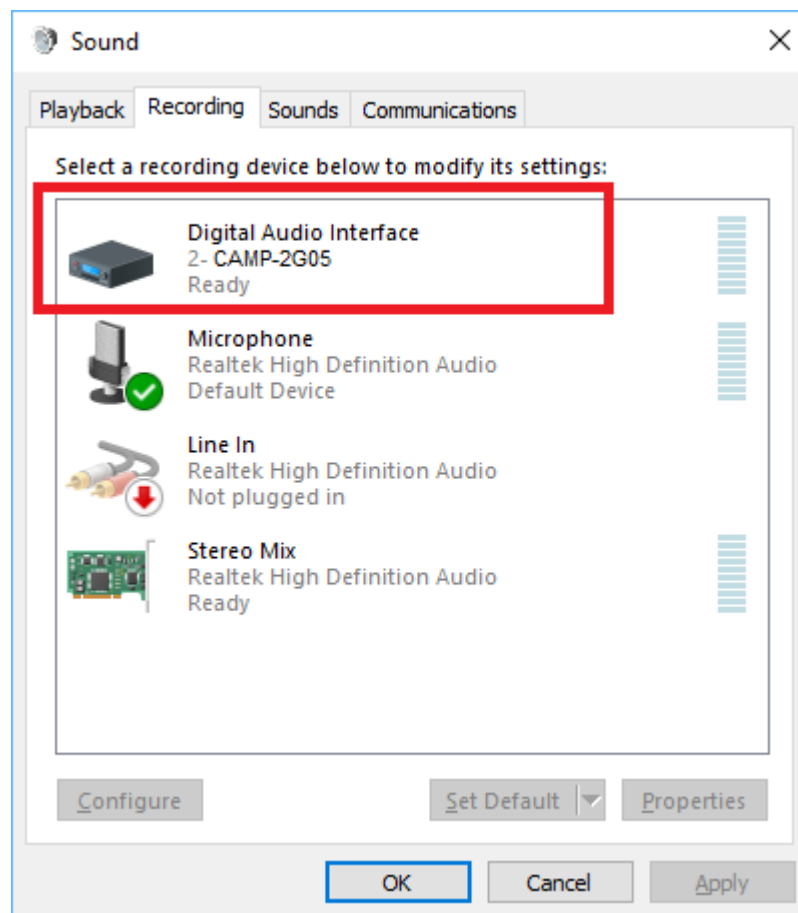 Sound
Playback Recording Sounds Communications
Select a recording device below to modify its settings:
Digital Audio Interface
2- CAMP-2G05
Ready
Microphone
Realtek High Definition Audio
Default Device
Line In
Realtek High Definition Audio
Not plugged in
Stereo Mix
Realtek High Definition Audio
Ready
Configure Set Default Properties
OK Cancel Apply